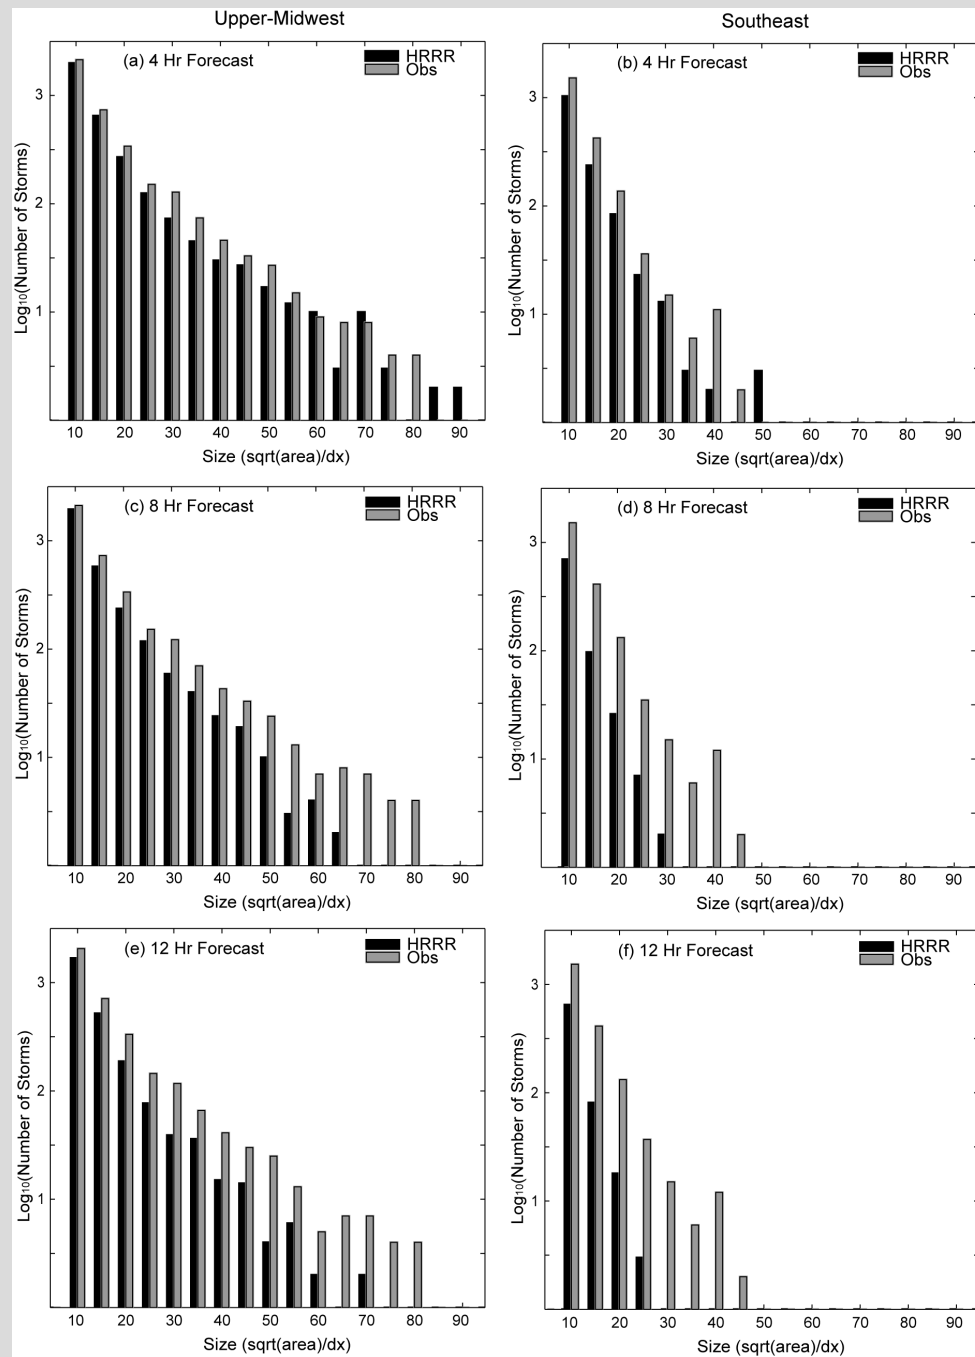 Upper-Midwest
Southeast
(a) 4 Hr Forecast
HRRR
Obs
Log10(Number of Storms)
3
2
1
10 20 30 40 50 60 70 80 90
Size (sqrt(area)/dx)
(b) 4 Hr Forecast
HRRR
Obs
Log10(Number of Storms)
3
2
1
10 20 30 40 50 60 70 80 90
Size (sqrt(area)/dx)
(c) 8 Hr Forecast
HRRR
Obs
Log10(Number of Storms)
3
2
1
10 20 30 40 50 60 70 80 90
Size (sqrt(area)/dx)
(d) 8 Hr Forecast
HRRR
Obs
Log10(Number of Storms)
3
2
1
10 20 30 40 50 60 70 80 90
Size (sqrt(area)/dx)
(e) 12 Hr Forecast
HRRR
Obs
Log10(Number of Storms)
3
2
1
10 20 30 40 50 60 70 80 90
Size (sqrt(area)/dx)
(f) 12 Hr Forecast
HRRR
Obs
Log10(Number of Storms)
3
2
1
10 20 30 40 50 60 70 80 90
Size (sqrt(area)/dx)